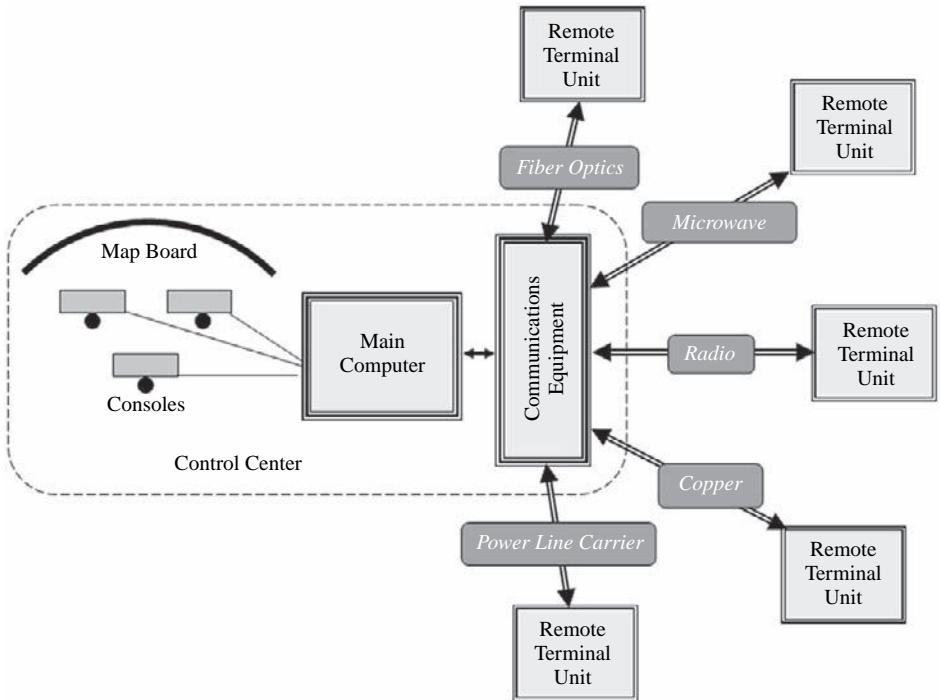 Remote
Terminal
Unit
Remote
Terminal
Unit
Fiber Optics
Microwave
Map Board
Main
Computer
Communications
Equipment
Radio
Remote
Terminal
Unit
Consoles
Control Center
Copper
Power Line Carrier
Remote
Terminal
Unit
Remote
Terminal
Unit